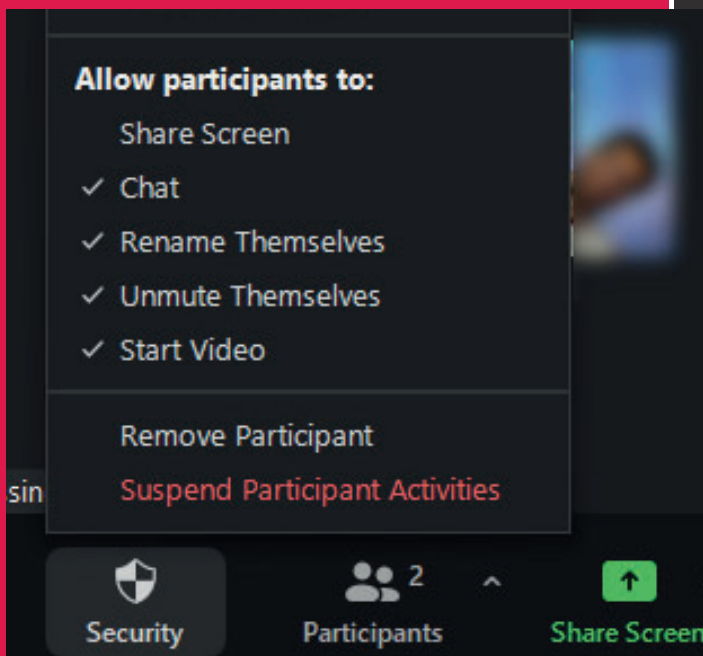 Allow participants to:
Share Screen
✓ Chat
✓ Rename Themselves
✓ Unmute Themselves
✓ Start Video
Remove Participant
Suspend Participant Activities
Security
Participants 2
Share Screen